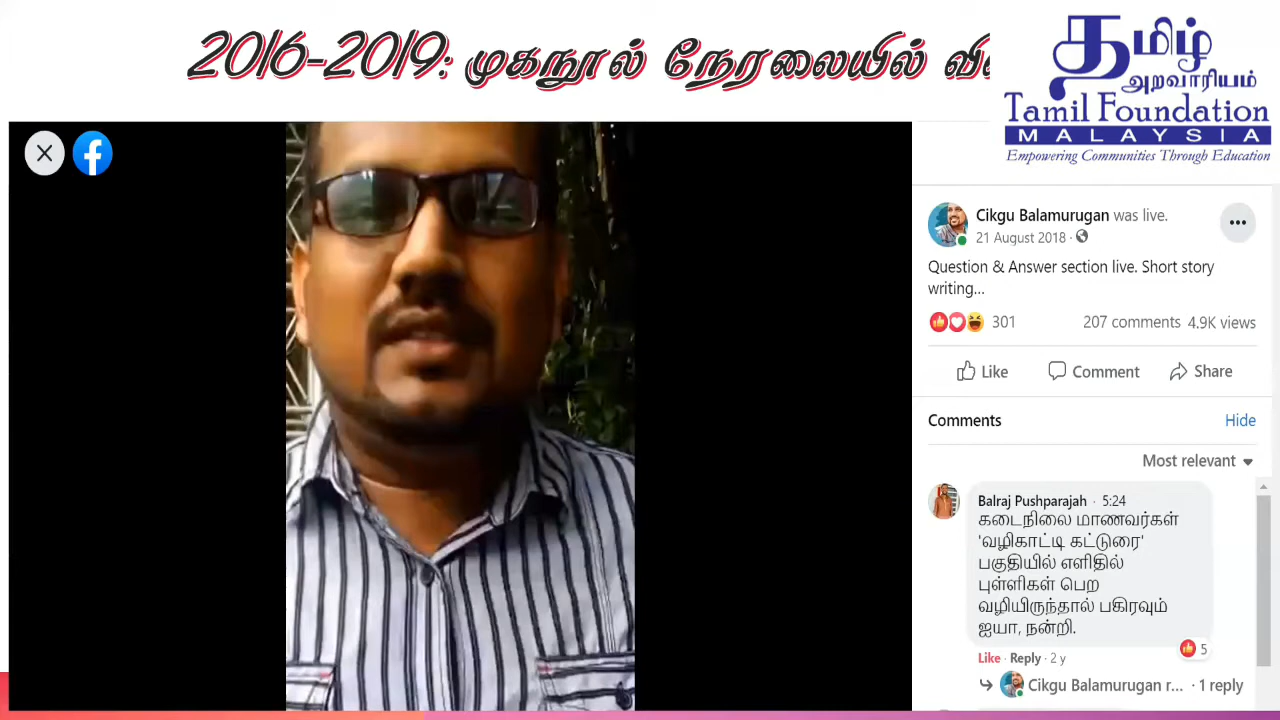 2016-2019: முகநூல் நேரலையில்
தமிழ்
அறவாரியம்
Tamil Foundation
MALAYSIA
Empowering Communities Through Education
Cikgu Balamurugan was live.
21 August 2018 ·
Question & Answer section live. Short story
writing...
301 207 comments 4.9K views
Like Comment Share
Comments Hide
Most relevant
Balraj Pushparajah · 5:24
கடைநிலை மாணவர்கள்
'வழிகாட்டி கட்டுரை'
பகுதியில் எளிதில்
புள்ளிகள் பெற
வழியிருந்தால் பகிரவும்
ஐயா, நன்றி.
5
Like · Reply · 2 y
Cikgu Balamurugan r... · 1 reply